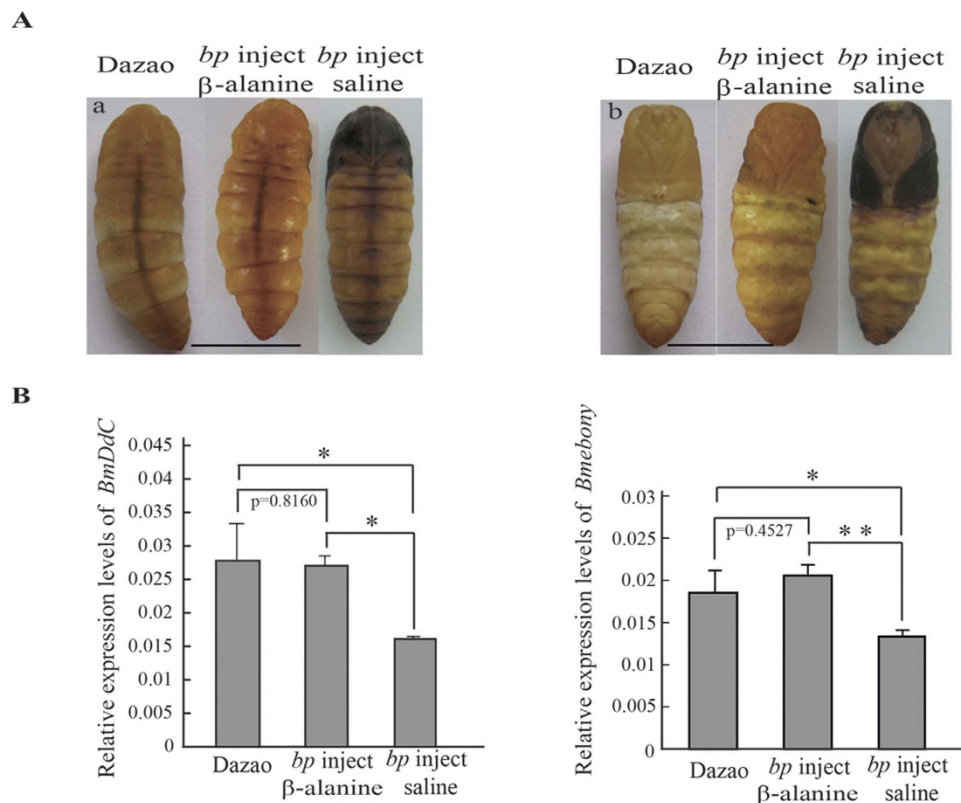 A
Dazao
bp inject
β-alanine
bp inject
saline
a
Dazao
bp inject
β-alanine
bp inject
saline
b
B
Relative expression levels of BmDdC
0.045
0.04
0.035
0.03
0.025
0.02
0.015
0.01
0.005
0
*
p=0.8160
*
Dazao
bp inject
β-alanine
bp inject
saline
Relative expression levels of Bmebony
0.03
0.025
0.02
0.015
0.01
0.005
0
*
p=0.4527
* *
Dazao
bp inject
β-alanine
bp inject
saline